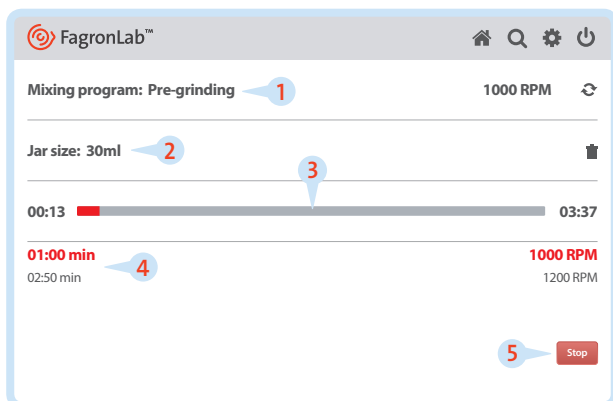 FagronLab™
Mixing program: Pre-grinding 1 1000 RPM
Jar size: 30ml 2
3
00:13 03:37
01:00 min 1000 RPM
4
02:50 min 1200 RPM
5 Stop